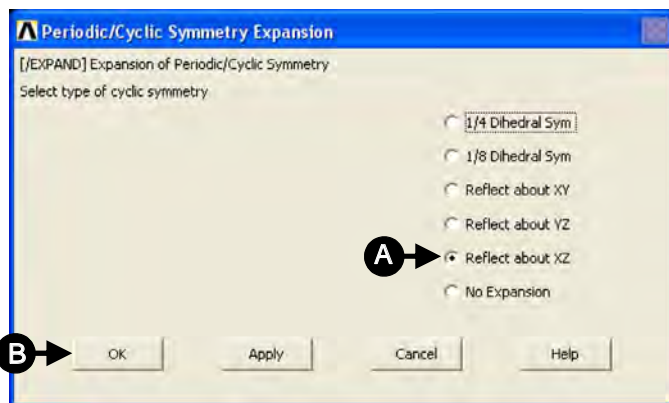 Periodic/Cyclic Symmetry Expansion
[/EXPAND] Expansion of Periodic/Cyclic Symmetry
Select type of cyclic symmetry
1/4 Dihedral Sym
1/8 Dihedral Sym
Reflect about XY
Reflect about YZ
A Reflect about XZ
No Expansion
B OK Apply Cancel Help